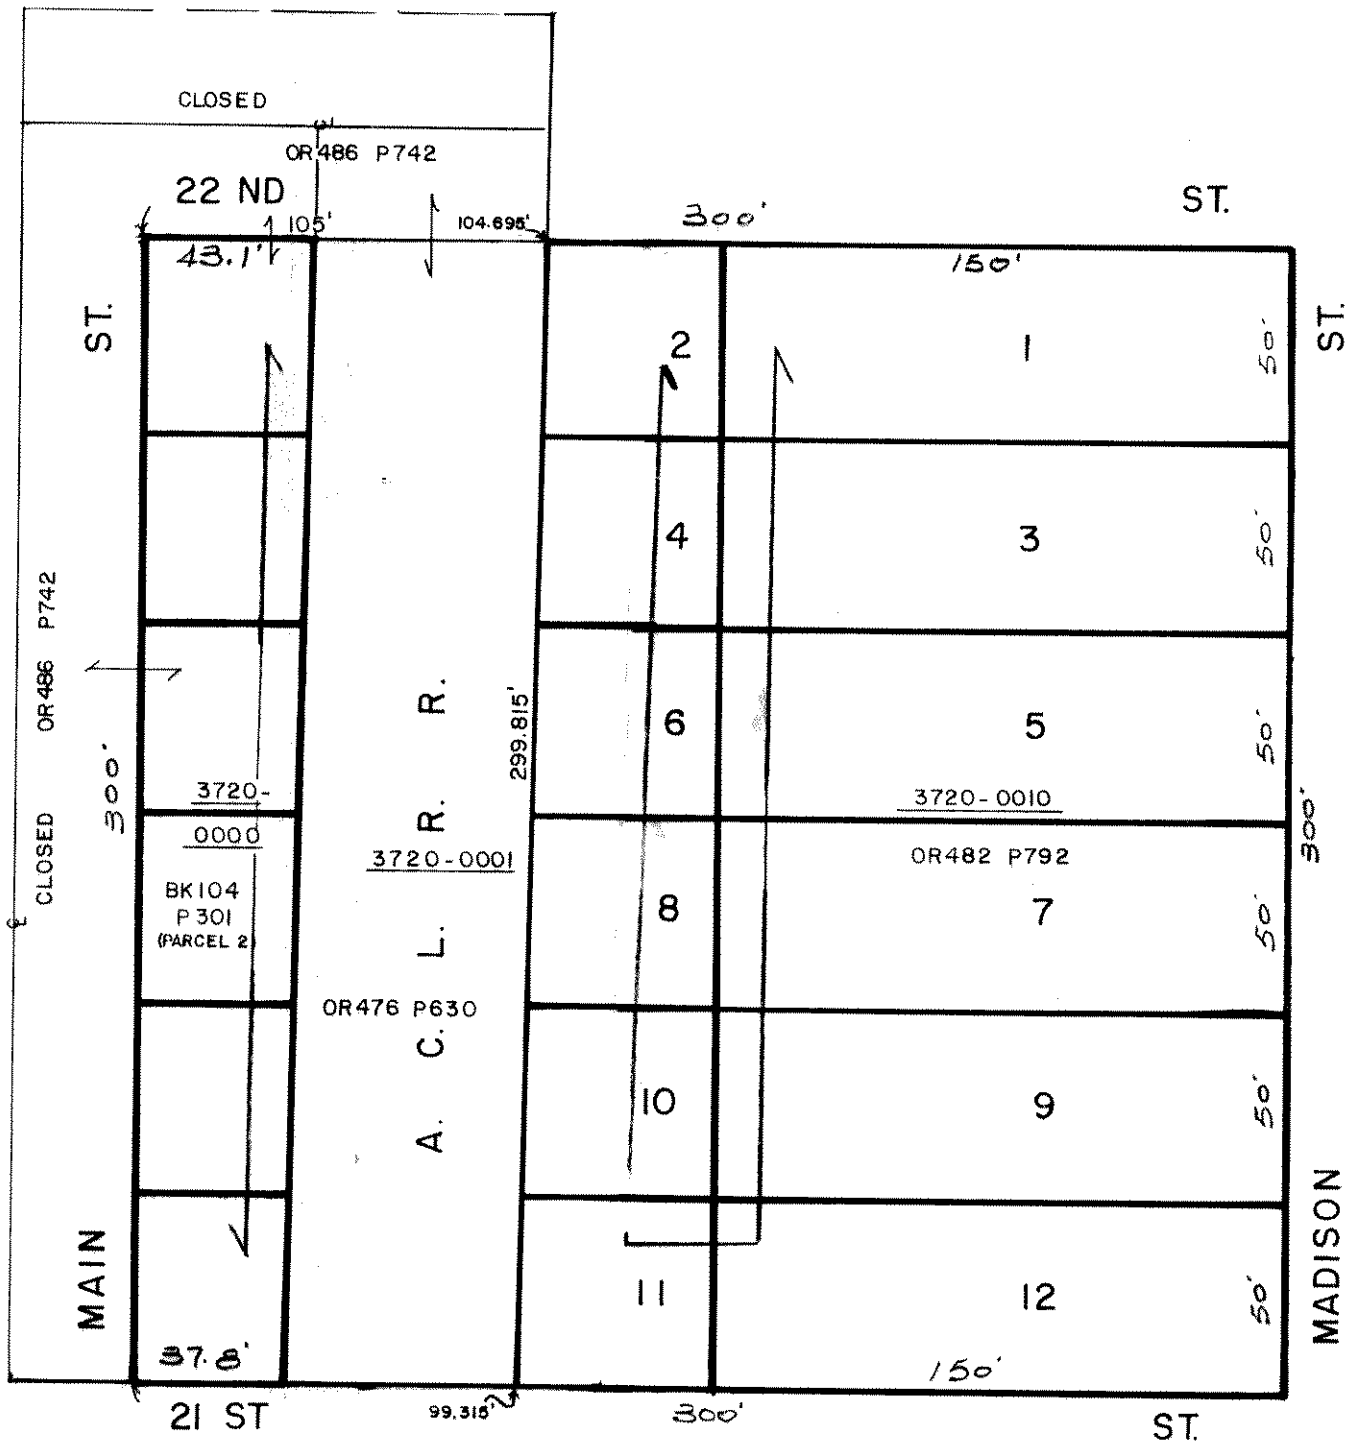 CLOSED
OR486 P742
22 ND
ST.
105'
104.695'
300'
43.1'
150'
ST.
2
1
50'
ST.
4
3
50'
CLOSED OR486 P742
300'
299.815'
6
5
50'
3720-
0000
3720-0001
3720-0010
OR482 P792
300'
BK104
P301
(PARCEL 2)
8
7
50'
OR476 P630
A. C. L. R. R.
10
9
50'
MAIN
11
12
50'
MADISON
37.8'
150'
21 ST
99.315'
300'
ST.